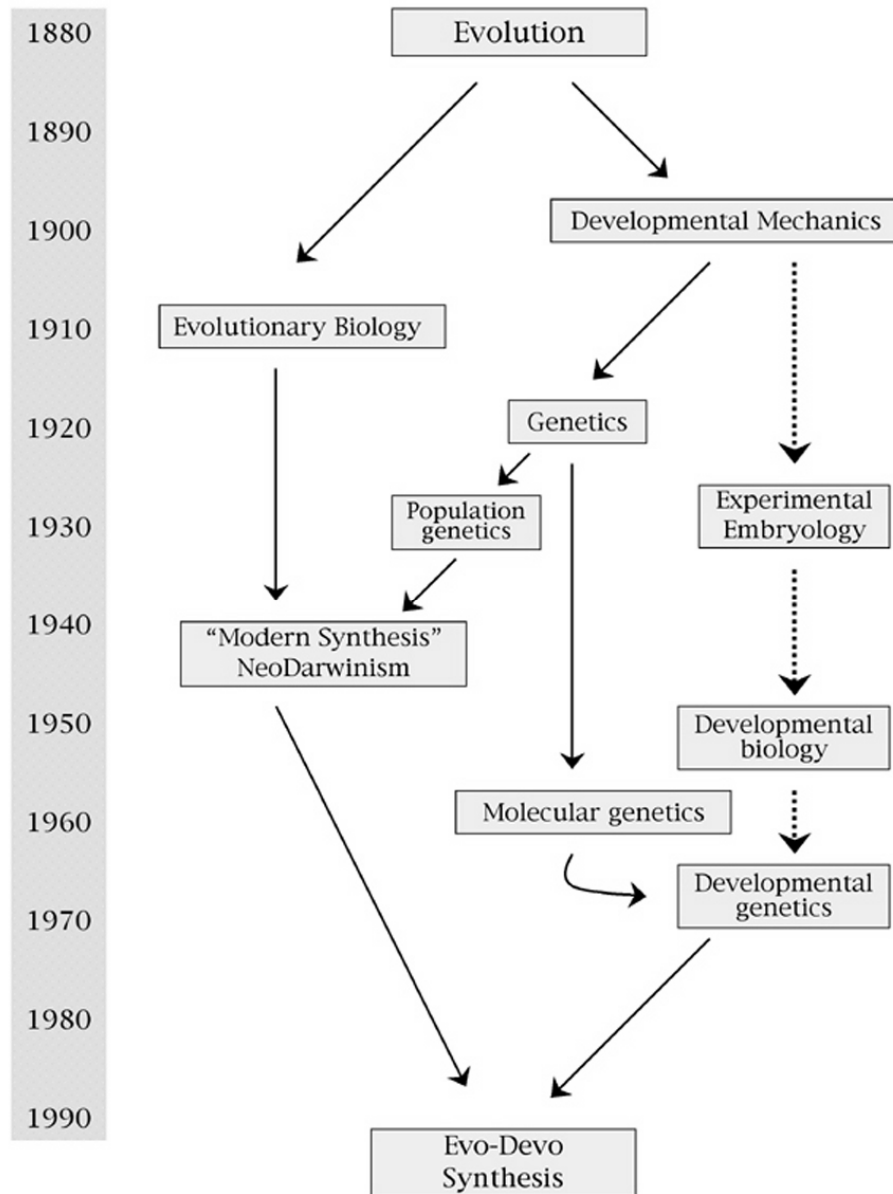 1880
Evolution
1890
1900
Developmental Mechanics
1910
Evolutionary Biology
1920
Genetics
1930
Population
genetics
Experimental
Embryology
1940
“Modern Synthesis”
NeoDarwinism
1950
Developmental
biology
1960
Molecular genetics
1970
Developmental
genetics
1980
1990
Evo-Devo
Synthesis